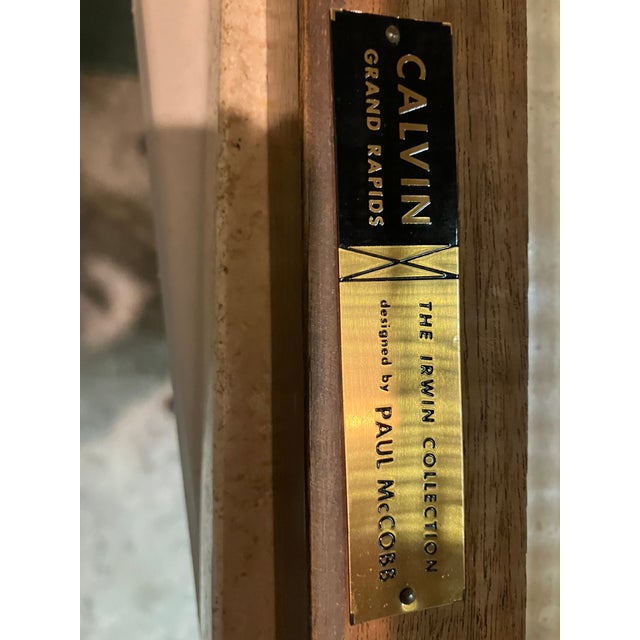 CALVIN
GRAND RAPIDS
THE IRWIN COLLECTION
designed by PAUL McCOBB